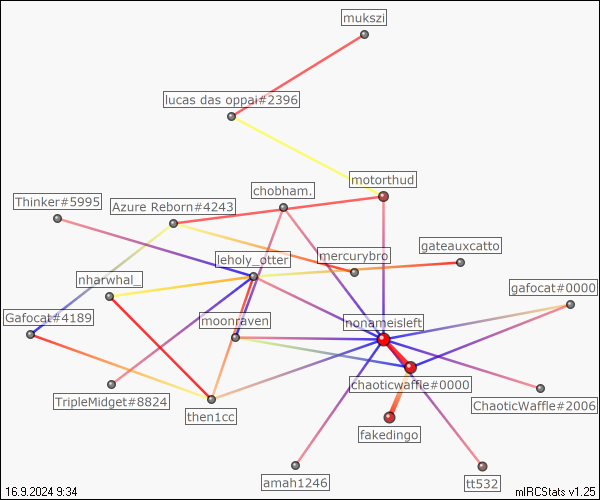 mukszi
lucas das oppai#2396
motorthud
chobham.
Thinker#5995
Azure Reborn#4243
gateauxcatto
mercurybro
leholy_otter
nharwhal_
gafocat#0000
Gafocat#4189
moonraven
nonameisleft
chaoticwaffle#0000
TripleMidget#8824
ChaoticWaffle#2006
then1cc
fakedingo
amah1246
tt532
16.9.2024 9:34
mIRCStats v1.25